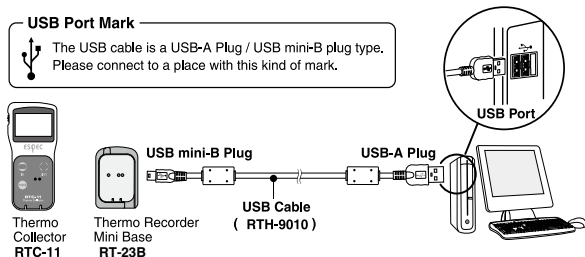 USB Port Mark
The USB cable is a USB-A Plug / USB mini-B plug type.
Please connect to a place with this kind of mark.
USB Port
ESPEC
RTC-11
USB mini-B Plug
USB-A Plug
USB Cable
( RTH-9010 )
Thermo
Collector
RTC-11
Thermo Recorder
Mini Base
RT-23B